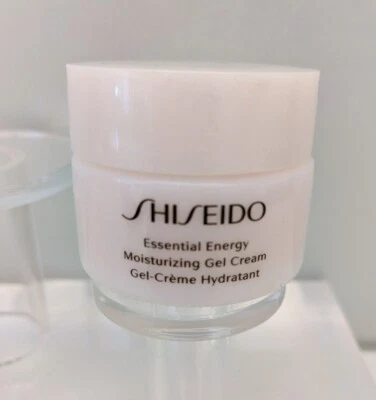 SHISEIDO
Essential Energy
Moisturizing Gel Cream
Gel-Crème Hydratant